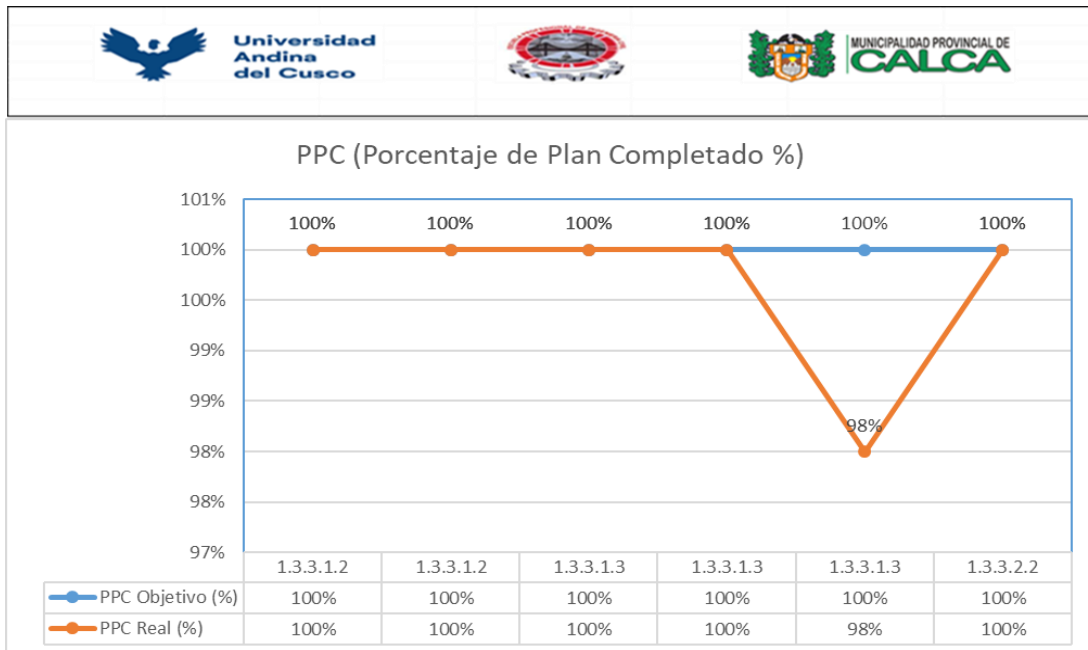 Universidad
Andina
del Cusco
MUNICIPALIDAD PROVINCIAL DE
CALCA
PPC (Porcentaje de Plan Completado %)
101%
100%
100%
99%
99%
98%
98%
97%
100% 100% 100% 100% 100% 100%
98%
1.3.3.1.2 1.3.3.1.2 1.3.3.1.3 1.3.3.1.3 1.3.3.1.3 1.3.3.2.2
PPC Objetivo (%) 100% 100% 100% 100% 100% 100%
PPC Real (%) 100% 100% 100% 100% 98% 100%